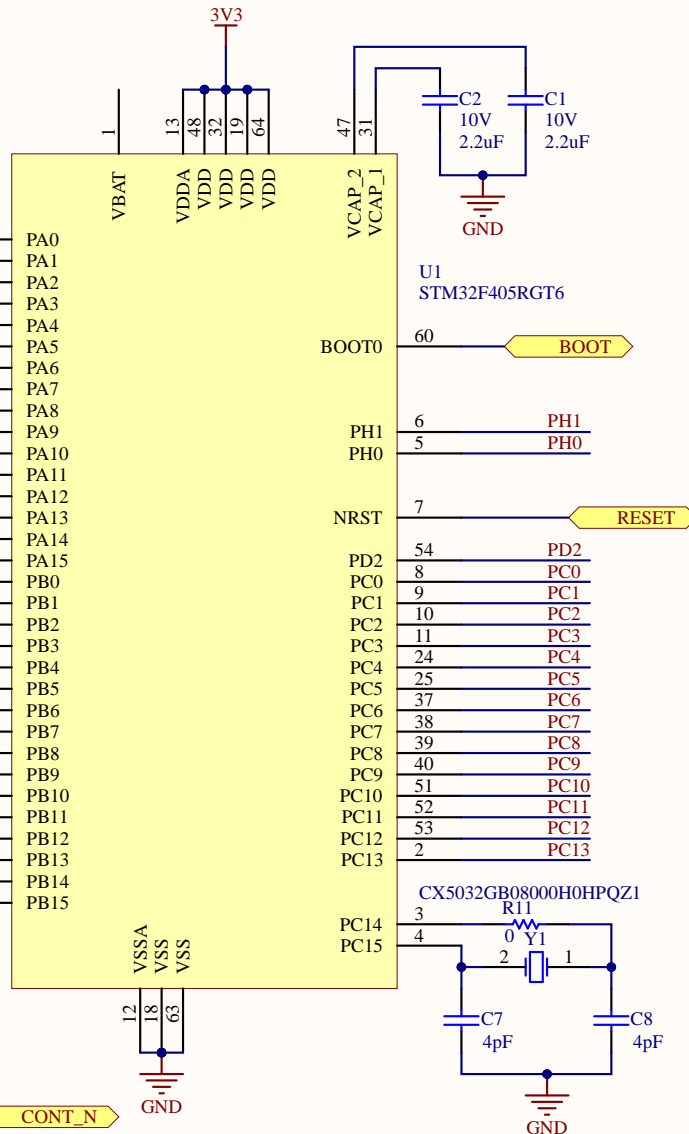 3V3
1
13
48
32
19
64
47
31
C2
10V
2.2uF
C1
10V
2.2uF
VBAT
VDDA
VDD
VDD
VDD
VDD
VCAP_2
VCAP_1
GND
U1
STM32F405RGT6
PA0
PA1
PA2
PA3
PA4
PA5
PA6
PA7
PA8
PA9
PA10
PA11
PA12
PA13
PA14
PA15
PB0
PB1
PB2
PB3
PB4
PB5
PB6
PB7
PB8
PB9
PB10
PB11
PB12
PB13
PB14
PB15
BOOT0 60 BOOT
PH1 6 PH1
PH0 5 PH0
NRST 7 RESET
PD2 54 PD2
PC0 8 PC0
PC1 9 PC1
PC2 10 PC2
PC3 11 PC3
PC4 24 PC4
PC5 25 PC5
PC6 37 PC6
PC7 38 PC7
PC8 39 PC8
PC9 40 PC9
PC10 51 PC10
PC11 52 PC11
PC12 53 PC12
PC13 2 PC13
CX5032GB08000H0HPQZ1
PC14 3
R11
0
PC15 4
Y1
2 1
C7
4pF
C8
4pF
GND
VSSA
VSS
VSS
12
18
63
GND
CONT_N